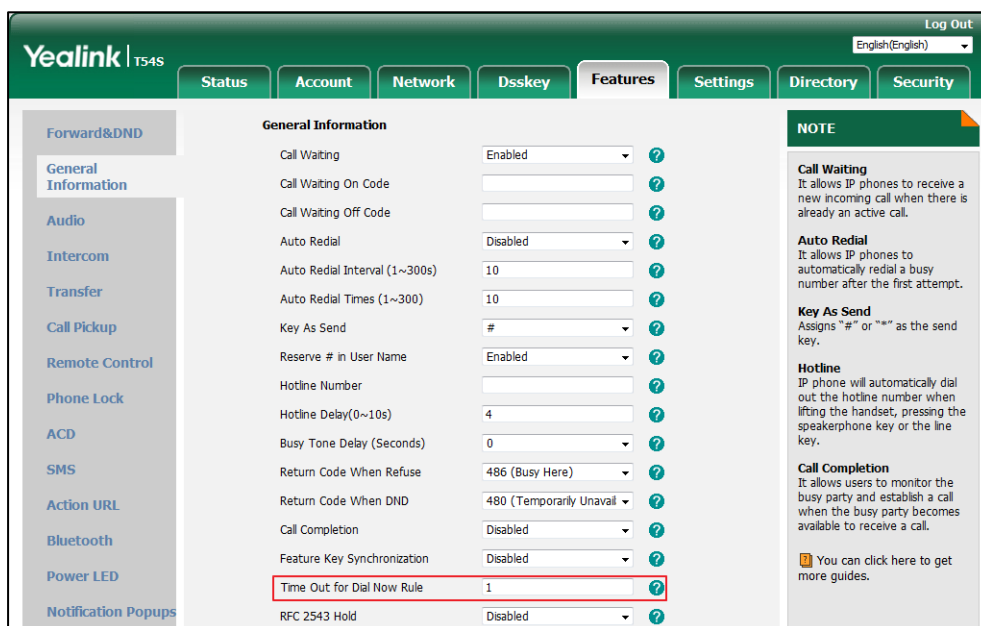 Log Out
Yealink | T54S
English(English)
Status
Account
Network
Dsskey
Features
Settings
Directory
Security
Forward&DND
General
Information
Audio
Intercom
Transfer
Call Pickup
Remote Control
Phone Lock
ACD
SMS
Action URL
Bluetooth
Power LED
Notification Popups
General Information
Call Waiting Enabled ?
Call Waiting On Code ?
Call Waiting Off Code ?
Auto Redial Disabled ?
Auto Redial Interval (1~300s) 10 ?
Auto Redial Times (1~300) 10 ?
Key As Send # ?
Reserve # in User Name Enabled ?
Hotline Number ?
Hotline Delay(0~10s) 4 ?
Busy Tone Delay (Seconds) 0 ?
Return Code When Refuse 486 (Busy Here) ?
Return Code When DND 480 (Temporarily Unavail ?
Call Completion Disabled ?
Feature Key Synchronization Disabled ?
Time Out for Dial Now Rule 1 ?
RFC 2543 Hold Disabled ?
NOTE
Call Waiting
It allows IP phones to receive a
new incoming call when there is
already an active call.
Auto Redial
It allows IP phones to
automatically redial a busy
number after the first attempt.
Key As Send
Assigns "#" or "*" as the send
key.
Hotline
IP phone will automatically dial
out the hotline number when
lifting the handset, pressing the
speakerphone key or the line
key.
Call Completion
It allows users to monitor the
busy party and establish a call
when the busy party becomes
available to receive a call.
? You can click here to get
more guides.